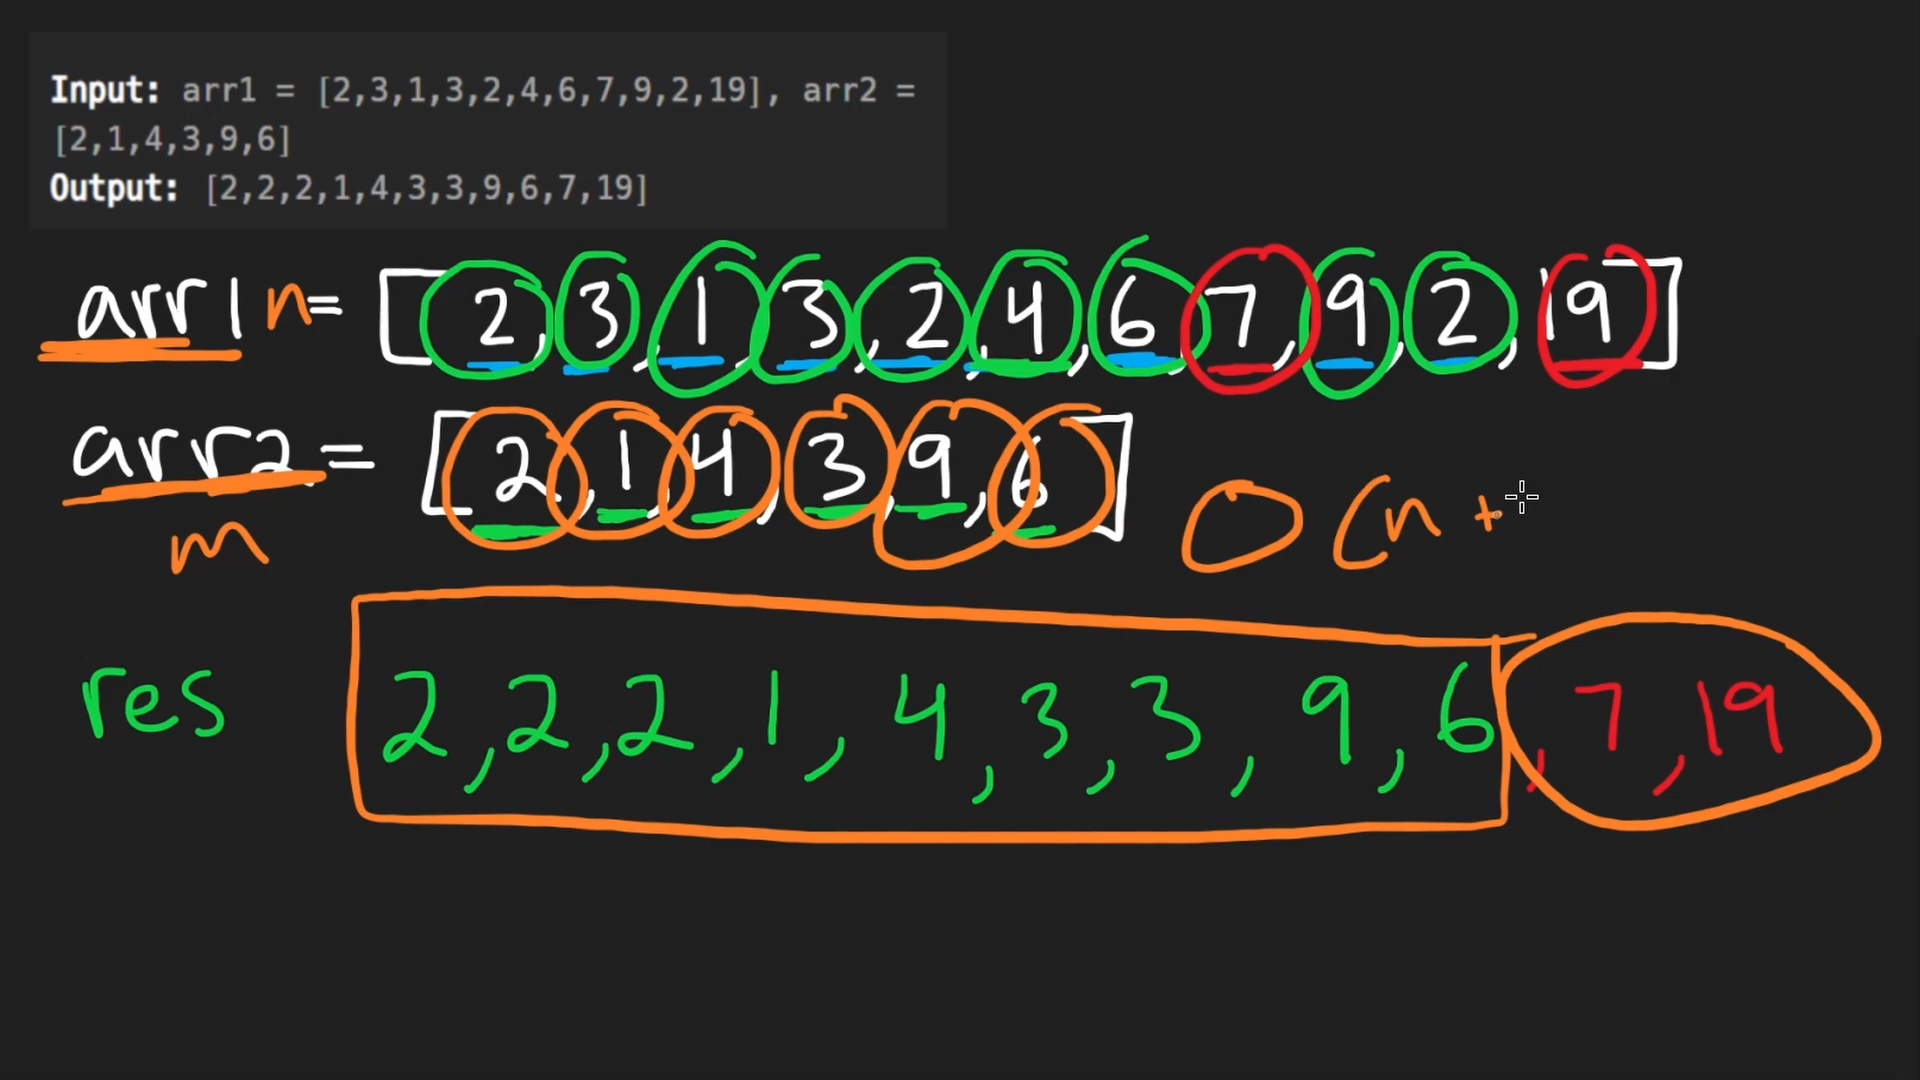 Input: arr1 = [2,3,1,3,2,4,6,7,9,2,19], arr2 =
[2,1,4,3,9,6]
Output: [2,2,2,1,4,3,3,9,6,7,19]
arr1 n= [2,3,1,3,2,4,6,7,9,2,19]
arr2= [2,1,4,3,9,6]
m
O(n+
res 2,2,2,1,4,3,3,9,6,7,19